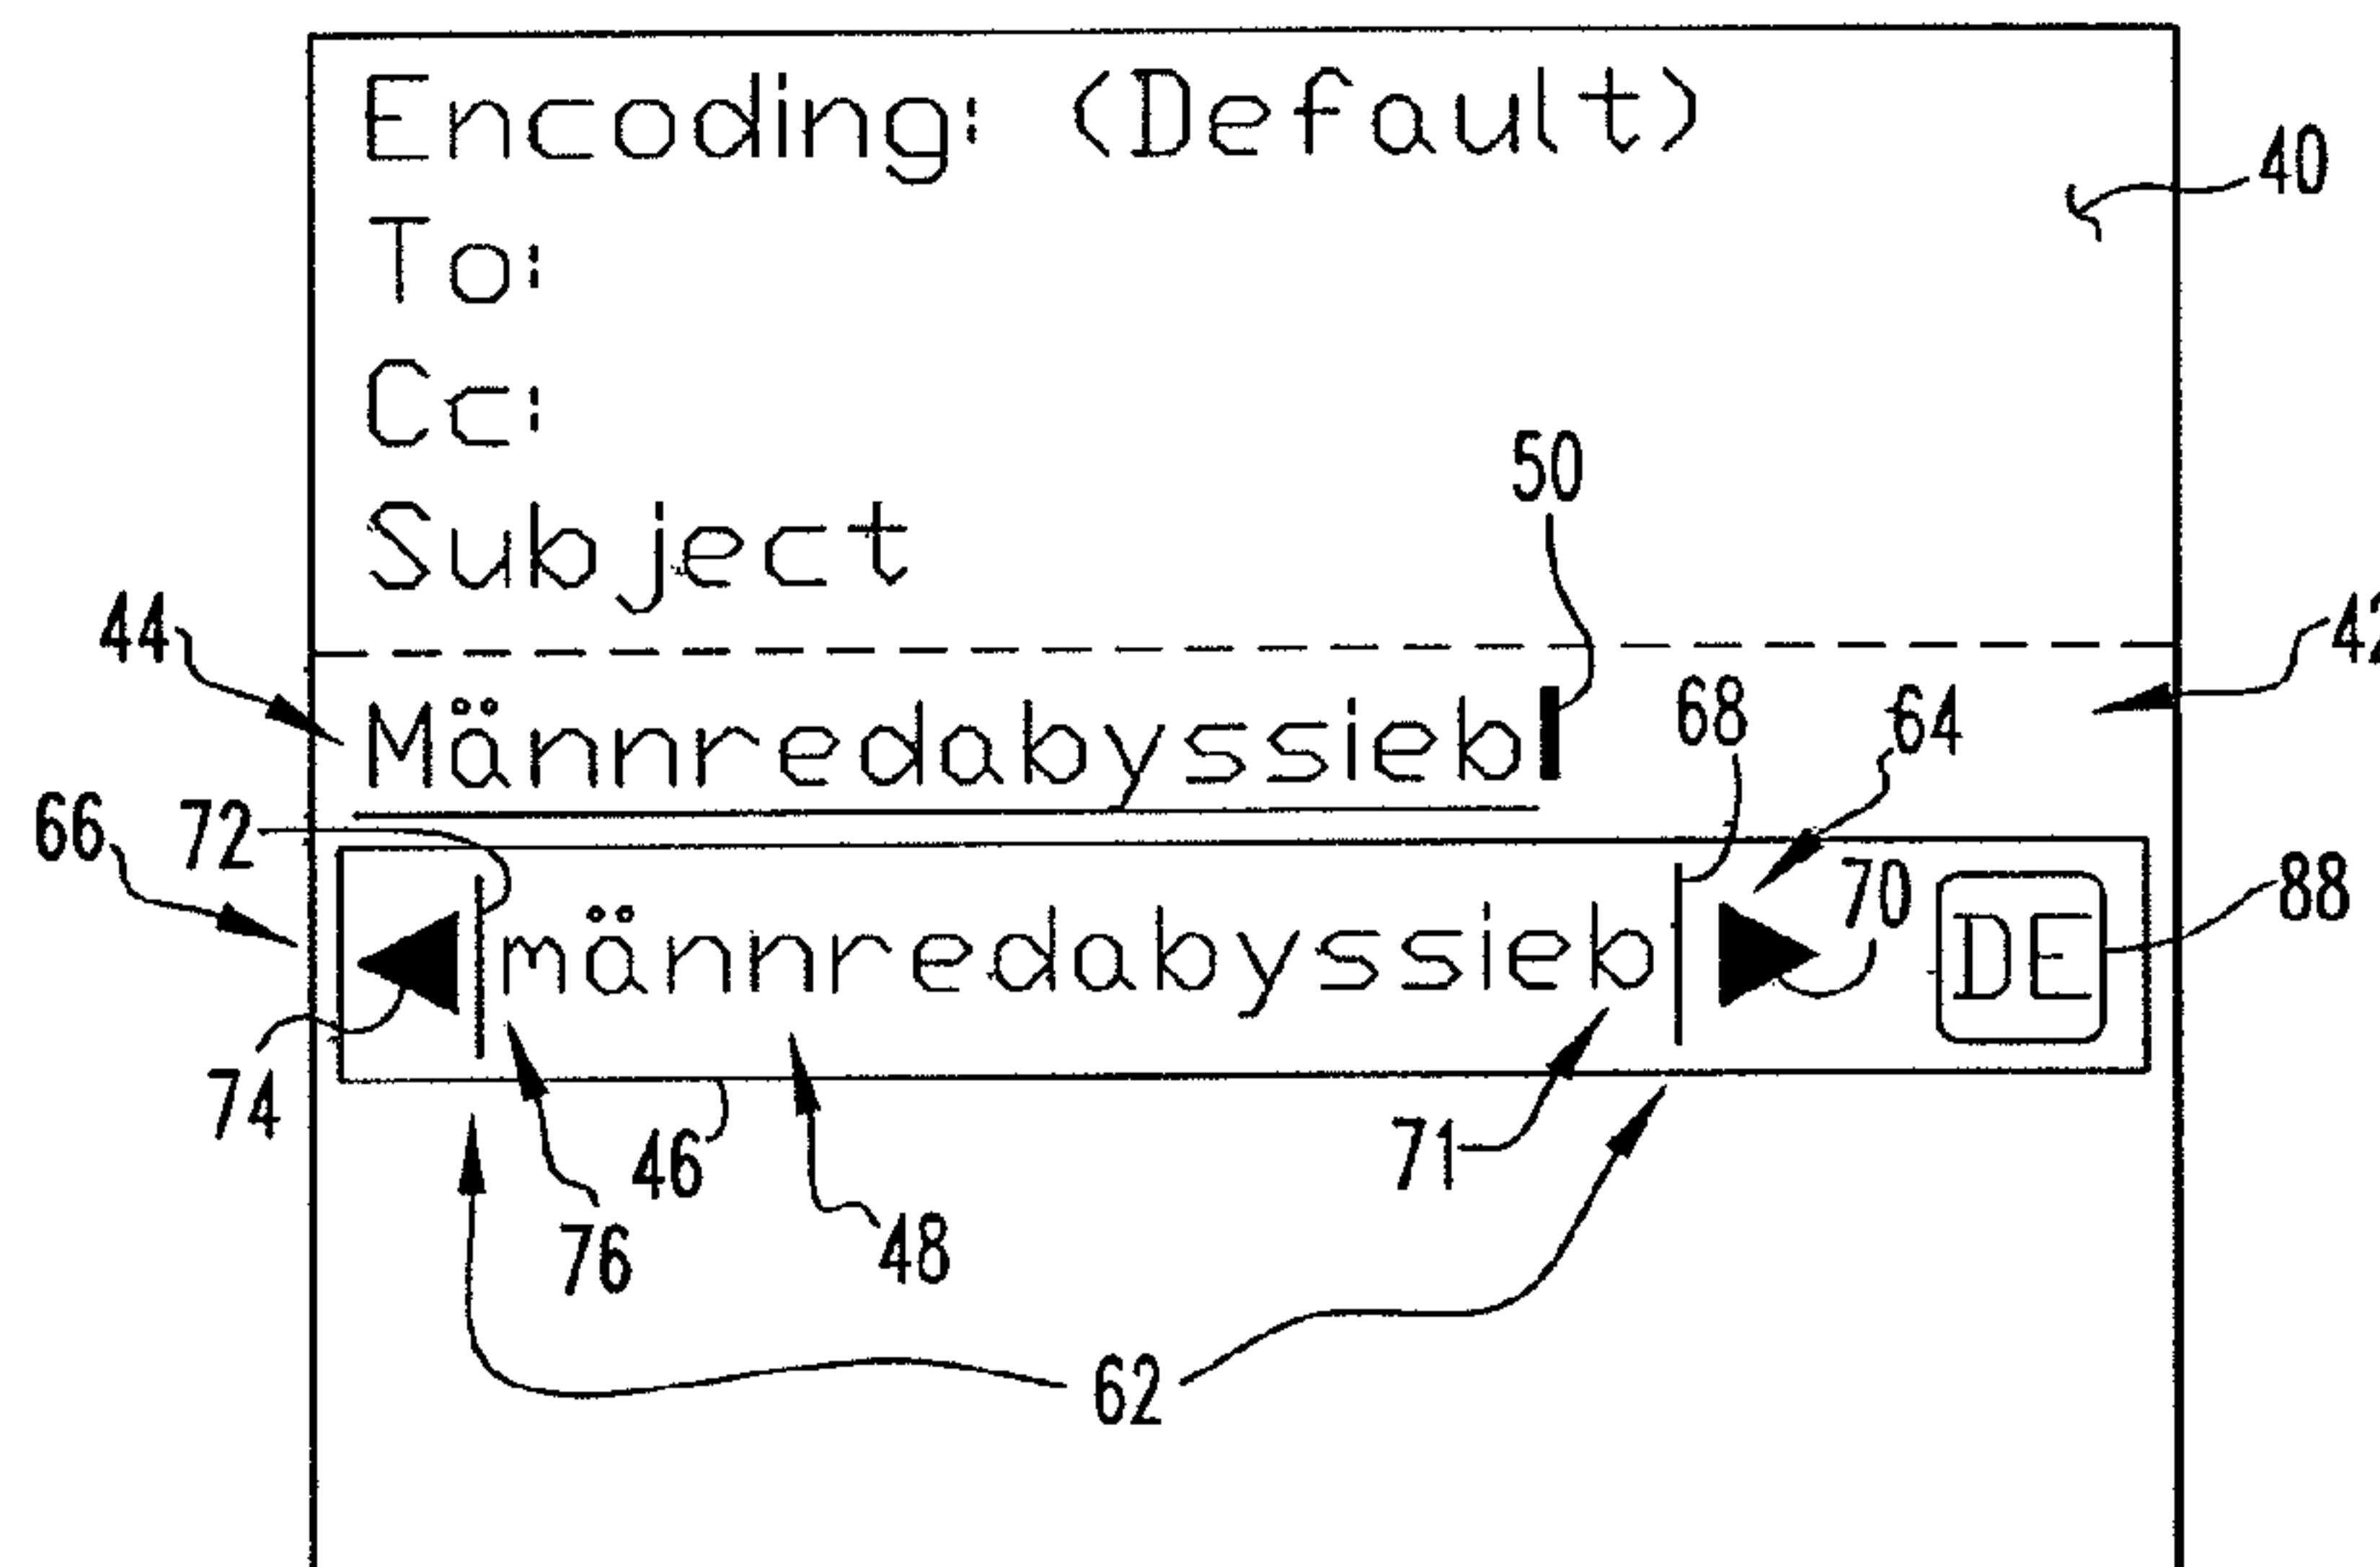 Encoding: (Default)
40
To:
Cc:
50
Subject
44
42
Männredabyssieb
68
64
66
72
70
88
männredabyssieb
DE
74
46
71
76
48
62